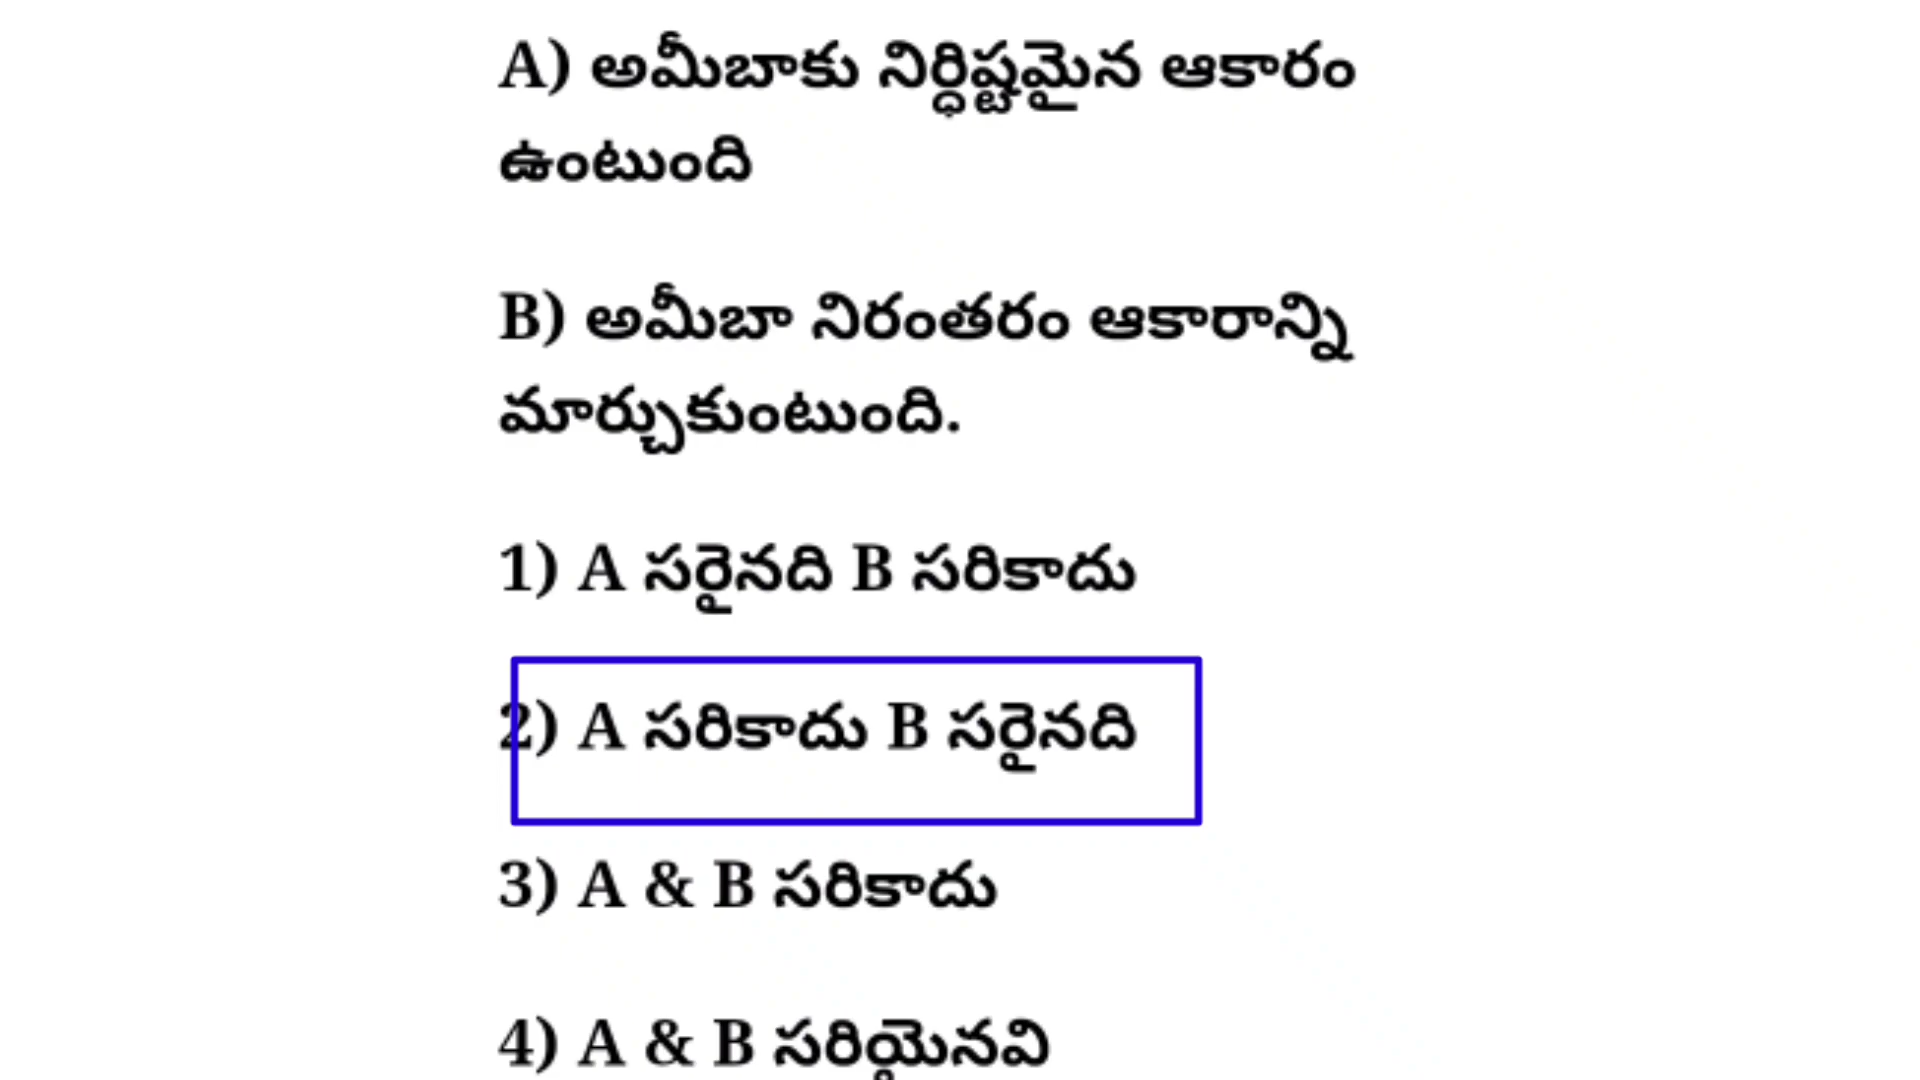 A) అమీబాకు నిర్ధిష్టమైన ఆకారం
ఉంటుంది
B) అమీబా నిరంతరం ఆకారాన్ని
మార్చుకుంటుంది.
1) A సరైనది B సరికాదు
2) A సరికాదు B సరైనది
3) A & B సరికాదు
4) A & B సరియైనవి